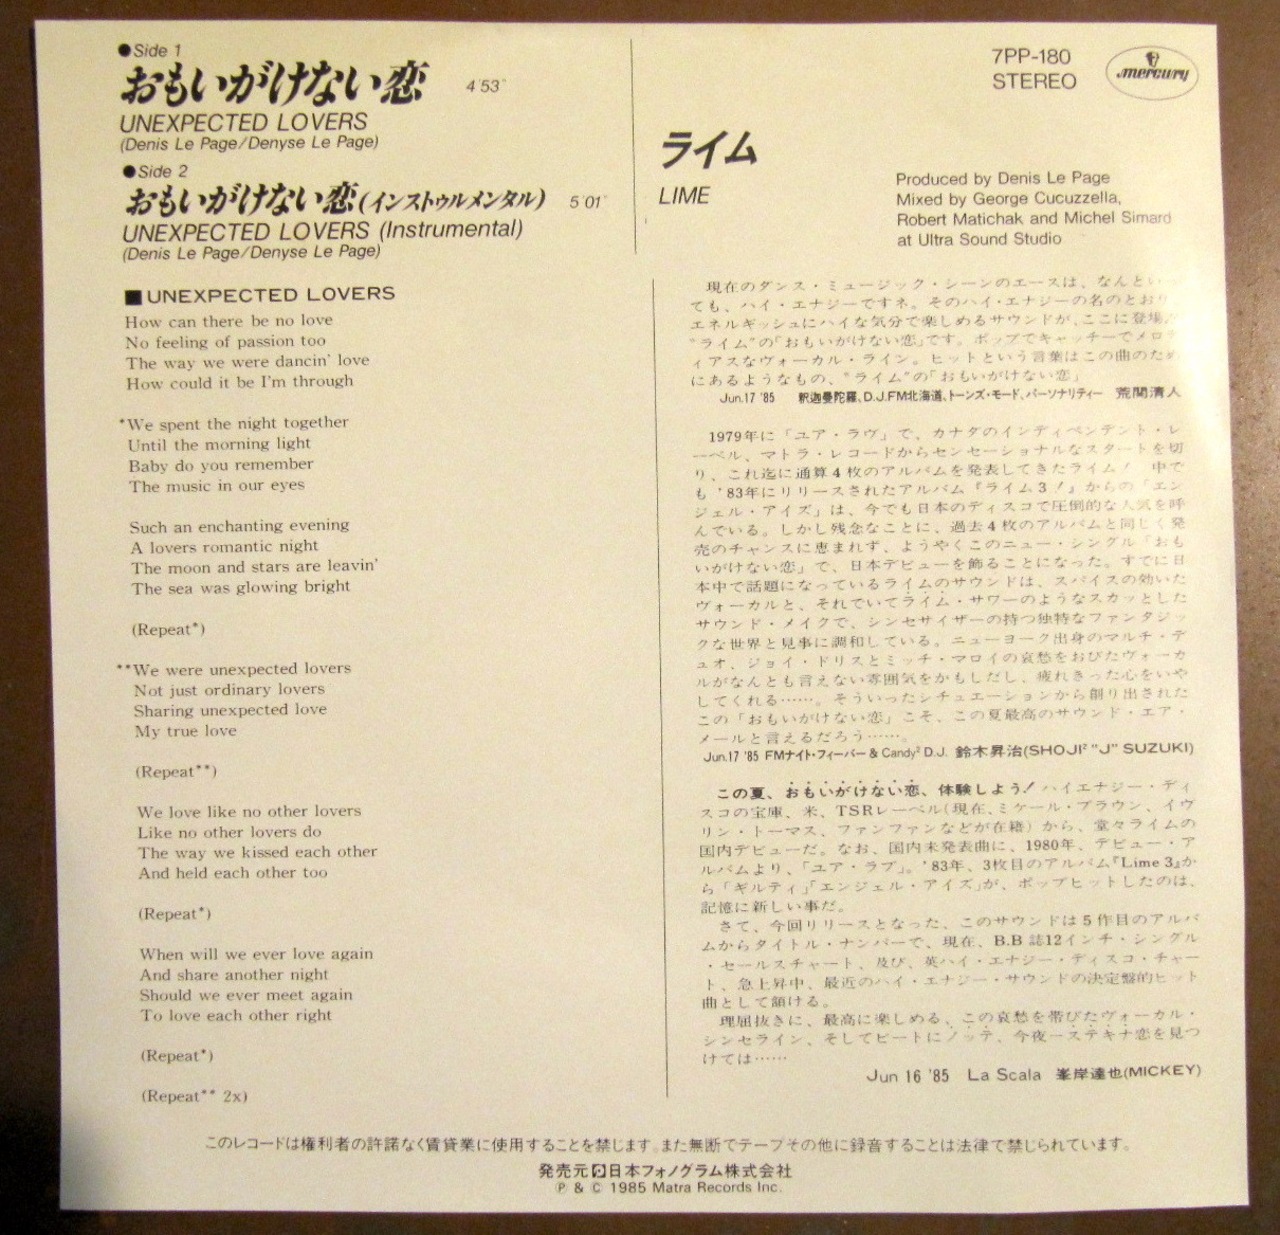 ●Side 1
おもいがけない恋 4'53"
UNEXPECTED LOVERS
(Denis Le Page/Denyse Le Page)
●Side 2
おもいがけない恋(インストゥルメンタル) 5'01"
UNEXPECTED LOVERS (Instrumental)
(Denis Le Page/Denyse Le Page)
7PP-180
STEREO
mercury
ライム
LIME
Produced by Denis Le Page
Mixed by George Cucuzzella,
Robert Matichak and Michel Simard
at Ultra Sound Studio
■UNEXPECTED LOVERS
How can there be no love
No feeling of passion too
The way we were dancin' love
How could it be I'm through
*We spent the night together
Until the morning light
Baby do you remember
The music in our eyes
Such an enchanting evening
A lovers romantic night
The moon and stars are leavin'
The sea was glowing bright
(Repeat*)
**We were unexpected lovers
Not just ordinary lovers
Sharing unexpected love
My true love
(Repeat**)
We love like no other lovers
Like no other lovers do
The way we kissed each other
And held each other too
(Repeat*)
When will we ever love again
And share another night
Should we ever meet again
To love each other right
(Repeat*)
(Repeat** 2x)
現在のダンス・ミュージック・シーンのエースは、なんとい
ても、ハイ・エナジーですネ。そのハイ・エナジーの名のとおり
エネルギッシュにハイな気分で楽しめるサウンドが、ここに登場。
"ライム"の「おもいがけない恋」です。ポップでキャッチーでメロデ
ィアスなヴォーカル・ライン。ヒットという言葉はこの曲のため
にあるようなもの、"ライム"の「おもいがけない恋」
Jun.17 '85 釈迦曼陀羅、D.J.FM北海道、トーンズ・モード、パーソナリティー 荒関清人
1979年に「ユア・ラヴ」で、カナダのインディペンデント・レ
ーベル、マトラ・レコードからセンセーショナルなスタートを切
り、これ迄に通算4枚のアルバムを発表してきたライム! 中で
も'83年にリリースされたアルバム『ライム3!』からの「エン
ジェル・アイズ」は、今でも日本のディスコで圧倒的な人気を呼
んでいる。しかし残念なことに、過去4枚のアルバムと同じく発
売のチャンスに恵まれず、ようやくこのニュー・シングル「おも
いがけない恋」で、日本デビューを飾ることになった。すでに日
本中で話題になっているライムのサウンドは、スパイスの効いた
ヴォーカルと、それでいてライム・サワーのようなスカッとした
サウンド・メイクで、シンセサイザーの持つ独特なファンタジッ
クな世界と見事に調和している。ニューヨーク出身のマルチ・デ
ュオ、ジョイ・ドリスとミッチ・マロイの哀愁をおびたヴォーカ
ルがなんとも言えない雰囲気をかもしだし、疲れきった心をいや
してくれる……。そういったシチュエーションから創り出された
この「おもいがけない恋」こそ、この夏最高のサウンド・エア・
メールと言えるだろう……。
Jun.17 '85 FMナイト・フィーバー & Candy² D.J. 鈴木昇治(SHOJI² "J" SUZUKI)
この夏、おもいがけない恋、体験しよう! ハイエナジー・ディ
スコの宝庫、米、TSRレーベル(現在、ミケール・ブラウン、イヴ
リン・トーマス、ファンファンなどが在籍)から、堂々ライムの
国内デビューだ。なお、国内未発表曲に、1980年、デビュー・ア
ルバムより、「ユア・ラブ」。'83年、3枚目のアルバム『Lime 3』か
ら「ギルティ」「エンジェル・アイズ」が、ポップヒットしたのは、
記憶に新しい事だ。
さて、今回リリースとなった、このサウンドは5作目のアルバ
ムからタイトル・ナンバーで、現在、B.B誌12インチ・シングル
・セールスチャート、及び、英ハイ・エナジー・ディスコ・チャー
ト、急上昇中、最近のハイ・エナジー・サウンドの決定盤的ヒット
曲として頷ける。
理屈抜きに、最高に楽しめる、この哀愁を帯びたヴォーカル・
シンセライン、そしてビートにノッテ、今夜一ステキナ恋を見つ
けては……
Jun 16 '85 La Scala 峯岸達也(MICKEY)
このレコードは権利者の許諾なく賃貸業に使用することを禁じます。また無断でテープその他に録音することは法律で禁じられています。
発売元 日本フォノグラム株式会社
℗ & © 1985 Matra Records Inc.